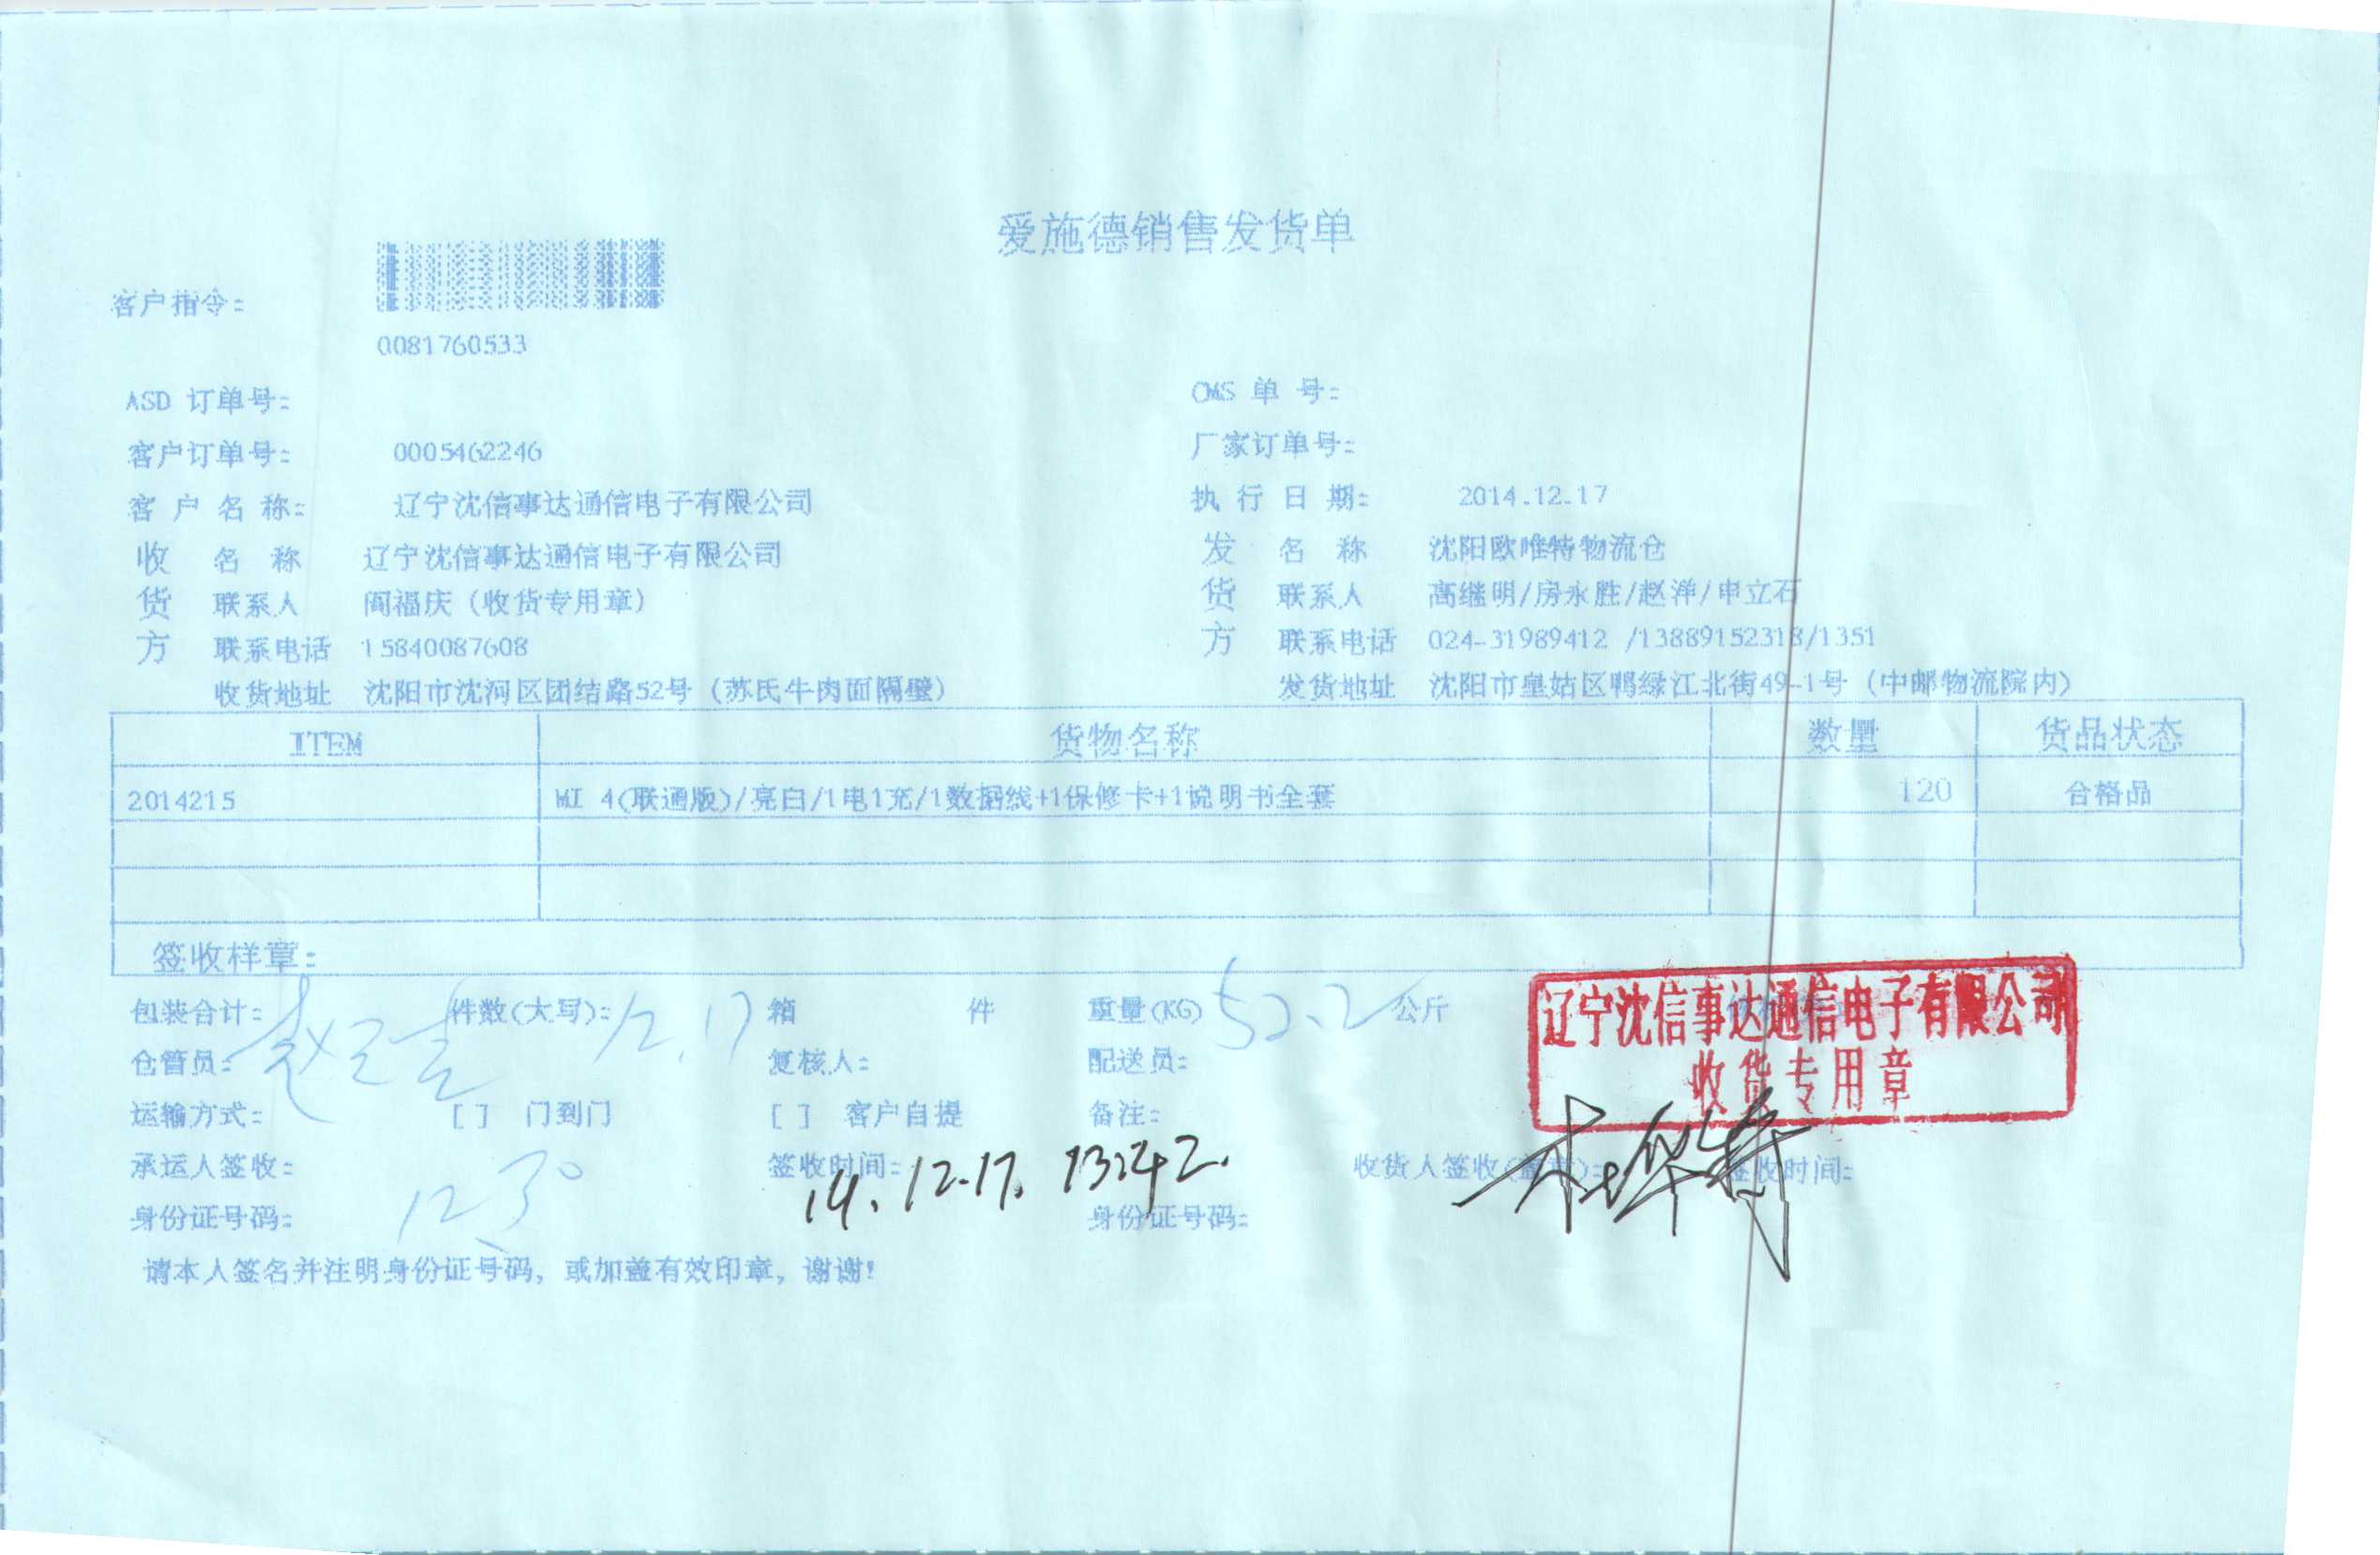 爱施德销售发货单
客户指令:
0081760533
ASD 订单号: OMS 单 号:
客户订单号: 0005462246 厂家订单号:
客 户 名 称: 辽宁沈信事达通信电子有限公司 执 行 日 期: 2014.12.17
收 名 称 辽宁沈信事达通信电子有限公司 发 名 称 沈阳欧唯特物流仓
货 联系人 阎福庆(收货专用章) 货 联系人 高继明/房永胜/赵洋/申立石
方 联系电话 15840087608 方 联系电话 024-31989412 /13889152318/1351
收货地址 沈阳市沈河区团结路52号(苏氏牛肉面隔壁) 发货地址 沈阳市皇姑区鸭绿江北街49-1号(中邮物流院内)
ITEM 货物名称 数量 货品状态
2014215 MI 4(联通版)/亮白/1电1充/1数据线+1保修卡+1说明书全套 120 合格品
签收样章:
包装合计: 件数(大写): 12.17 箱 件 重量(KG) 52.2 公斤
辽宁沈信事达通信电子有限公司
收货专用章
仓管员: 复核人: 配送员:
运输方式: [ ] 门到门 [ ] 客户自提 备注:
承运人签收: 签收时间: 14.12.17. 13:42. 收货人签收(盖章): 签收时间:
身份证号码: 12.30 身份证号码:
请本人签名并注明身份证号码，或加盖有效印章，谢谢!